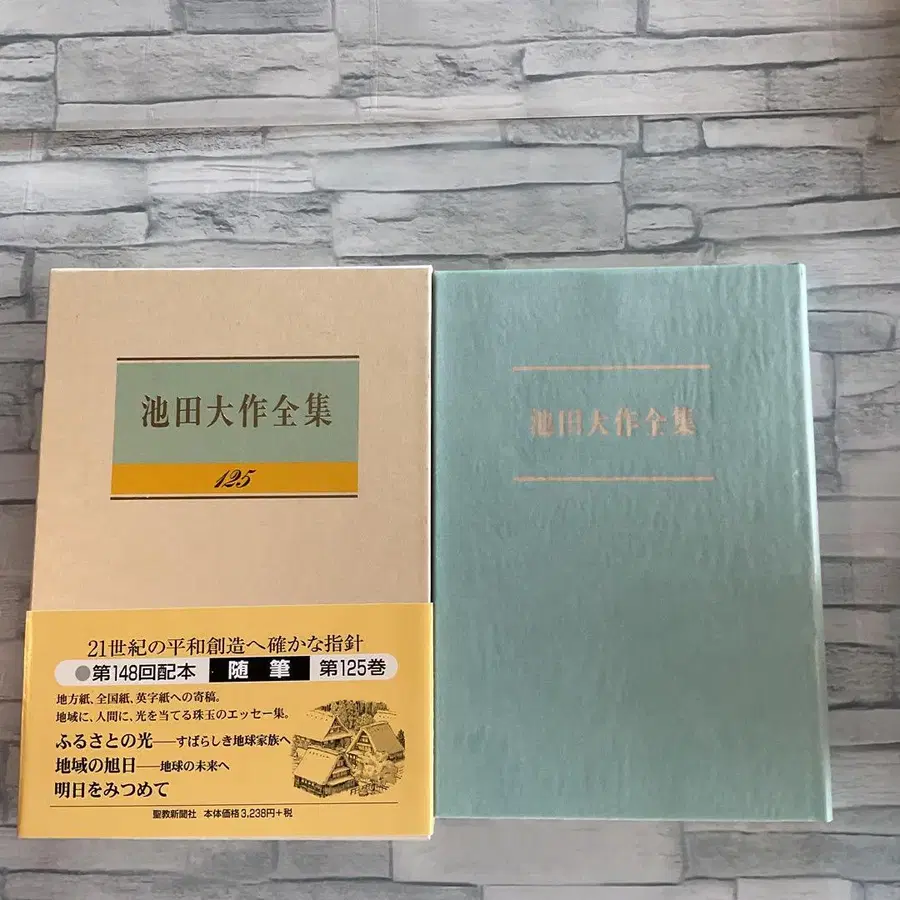 池田大作全集
125
21世紀の平和創造へ確かな指針
●第148回配本 随筆 第125巻
地方紙、全国紙、英字紙への寄稿。
地域に、人間に、光を当てる珠玉のエッセー集。
ふるさとの光──すばらしき地球家族へ
地域の旭日──地球の未来へ
明日をみつめて
聖教新聞社 本体価格3,238円+税
池田大作全集